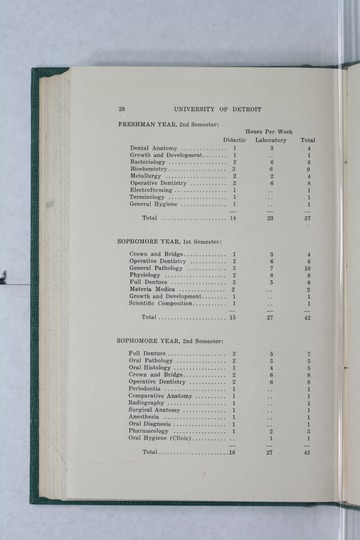 28 UNIVERSITY OF DETROIT
FRESHMAN YEAR, 2nd Semester:
Hours Per Week
Didactic Laboratory Total
Dental Anatomy .............. 1 3 4
Growth and Development........ 1 .. 1
Bacteriology .................. 2 6 8
Biochemistry.................. 3 6 9
Metallurgy .................. 2 2 4
Operative Dentistry ........... 2 6 8
Electroforming ................ 1 .. 1
Terminology .................. 1 .. 1
General Hygiene .............. 1 .. 1
Total ................... 14 23 37
SOPHOMORE YEAR, 1st Semester:
Crown and Bridge.............. 1 3 4
Operative Dentistry ........... 2 6 8
General Pathology ............. 3 7 10
Physiology .................... 2 6 8
Full Denture .................. 3 5 8
Materia Medica ................ 2 .. 2
Growth and Development........ 1 .. 1
Scientific Composition.......... 1 .. 1
Total .................... 15 27 42
SOPHOMORE YEAR, 2nd Semester:
Full Denture .................. 2 5 7
Oral Pathology ................ 2 3 5
Oral Histology ................ 1 4 5
Crown and Bridge.............. 2 6 8
Operative Dentistry ........... 2 6 8
Periodontia ................... 1 .. 1
Comparative Anatomy .......... 1 .. 1
Radiography .................. 1 .. 1
Surgical Anatomy .............. 1 .. 1
Anesthesia .................... 1 .. 1
Oral Diagnosis ................ 1 .. 1
Pharmacology ................. 1 2 3
Oral Hygiene (Clinic).......... .. 1 1
Total...................... 16 27 43